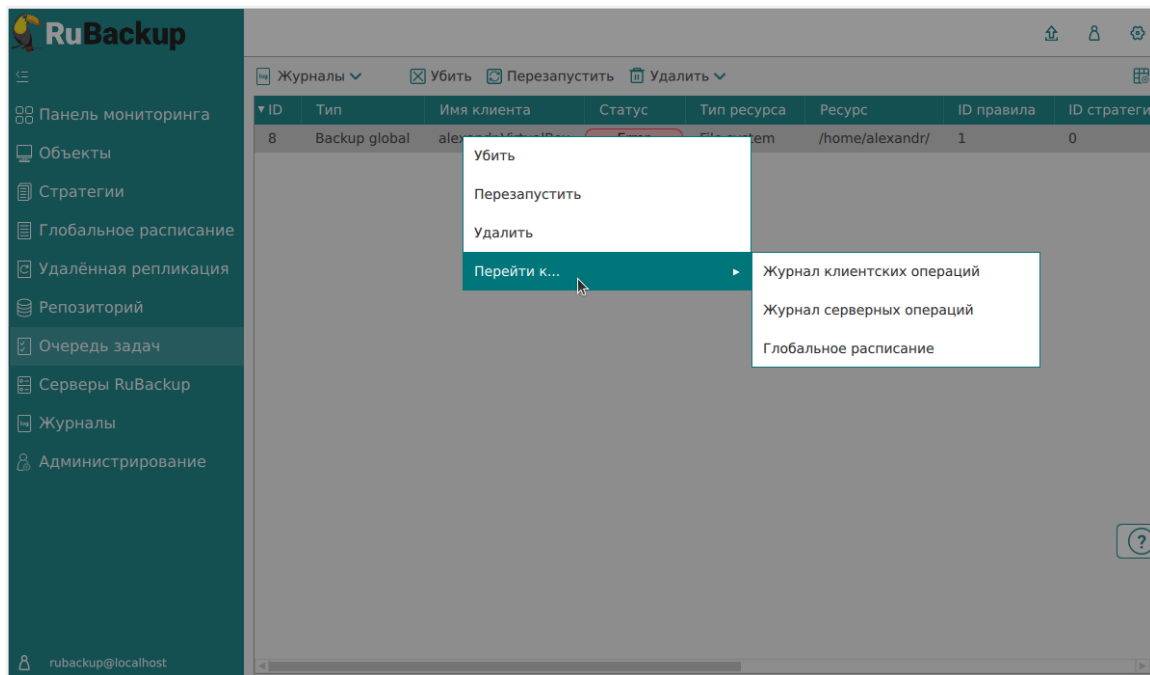 RuBackup
Журналы Убить Перезапустить Удалить
Панель мониторинга
Объекты
Стратегии
Глобальное расписание
Удалённая репликация
Репозиторий
Очередь задач
Серверы RuBackup
Журналы
Администрирование
rubackup@localhost
ID Тип Имя клиента Статус Тип ресурса Ресурс ID правила ID стратеги
8 Backup global /home/alexandr/ 1 0
Убить
Перезапустить
Удалить
Перейти к...
Журнал клиентских операций
Журнал серверных операций
Глобальное расписание
?